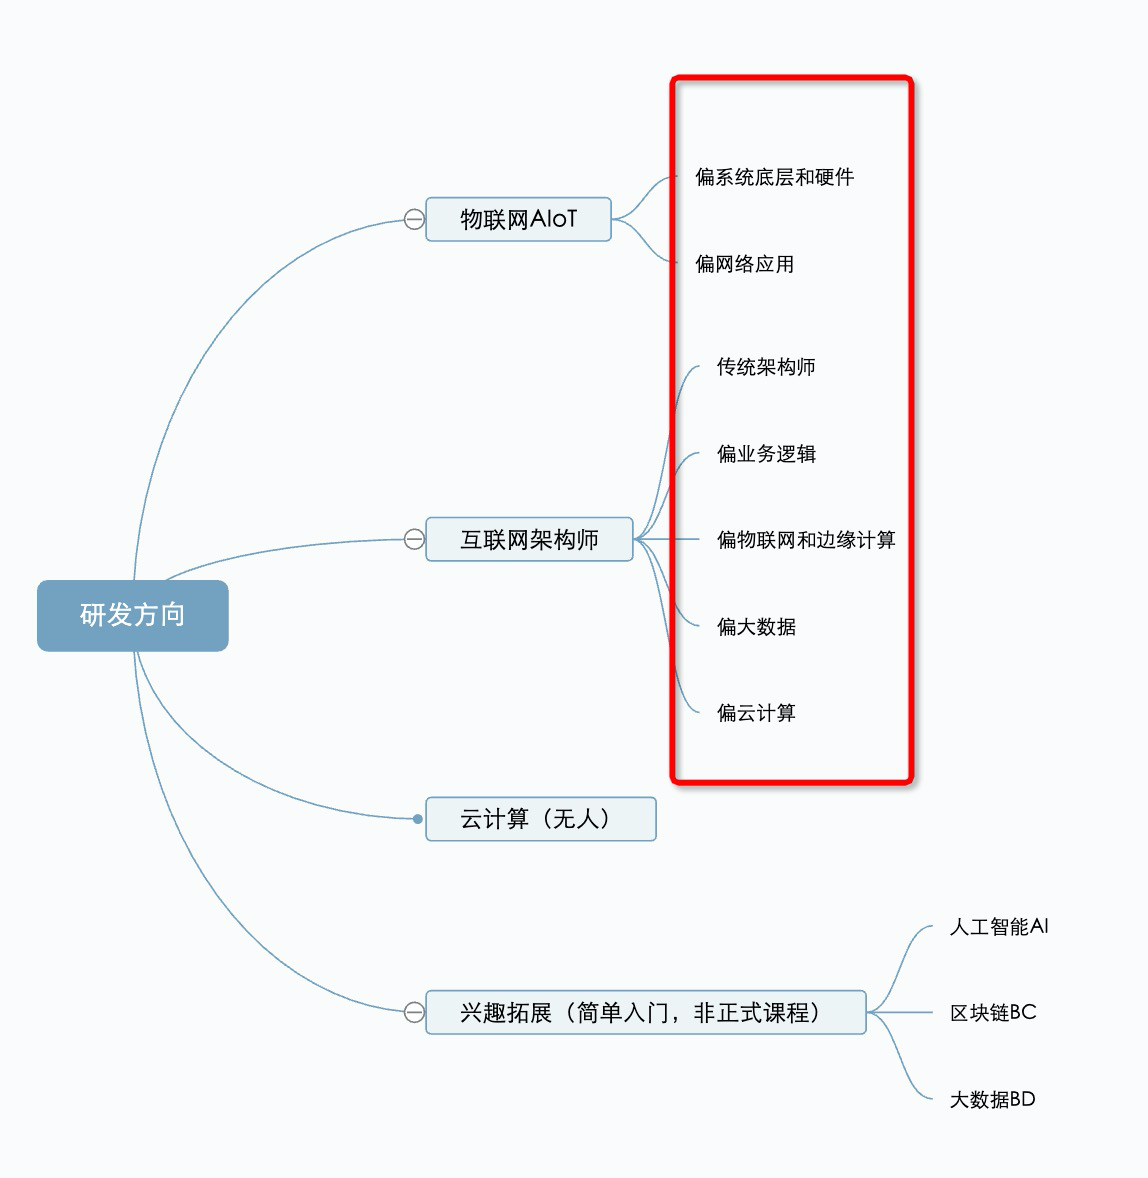 研发方向
物联网AIoT
偏系统底层和硬件
偏网络应用
互联网架构师
传统架构师
偏业务逻辑
偏物联网和边缘计算
偏大数据
偏云计算
云计算（无人）
兴趣拓展（简单入门，非正式课程）
人工智能AI
区块链BC
大数据BD